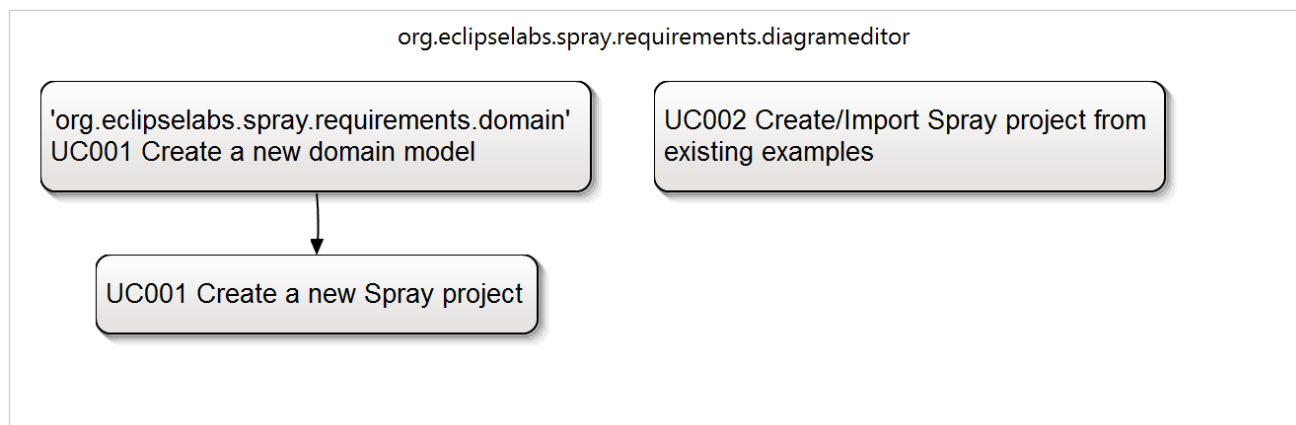 org.eclipselabs.spray.requirements.diagrameditor
'org.eclipselabs.spray.requirements.domain'
UC001 Create a new domain model
UC002 Create/Import Spray project from
existing examples
UC001 Create a new Spray project